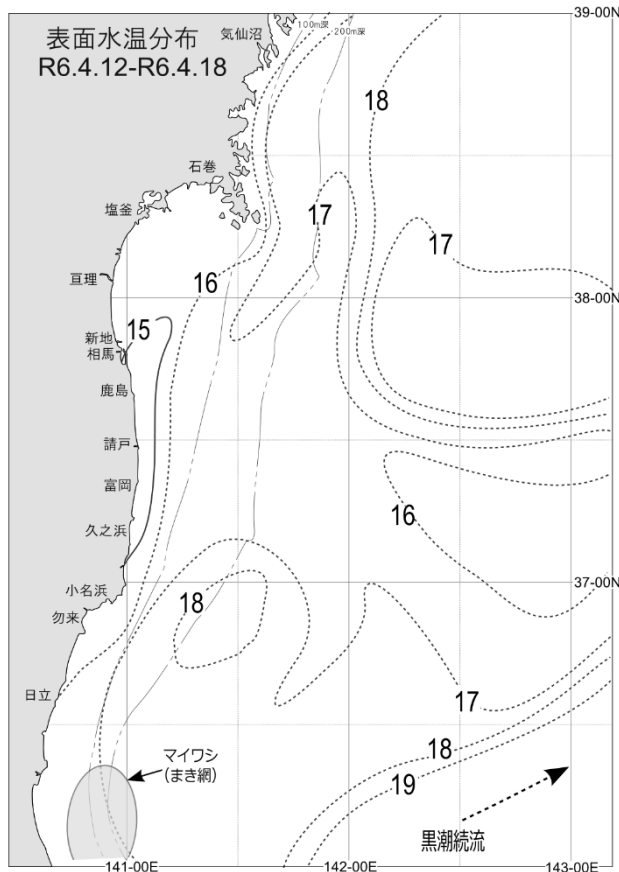 表面水温分布
R6.4.12-R6.4.18
気仙沼
100m深
200m深
39-00N
18
石巻
塩釜
17
17
亘理
16
38-00N
15
新地
相馬
鹿島
請戸
富岡
16
久之浜
37-00N
小名浜
18
勿来
日立
17
18
マイワシ
(まき網)
19
黒潮続流
141-00E
142-00E
143-00E